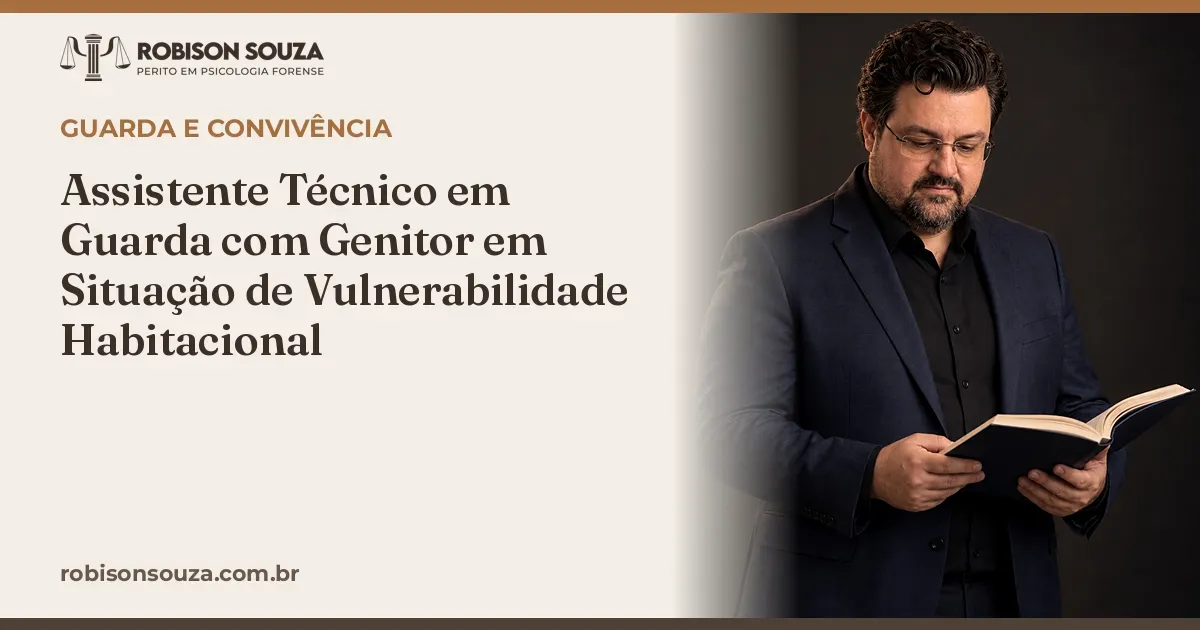 ROBISON SOUZA
PERITO EM PSICOLOGIA FORENSE
GUARDA E CONVIVÊNCIA
Assistente Técnico em
Guarda com Genitor em
Situação de Vulnerabilidade
Habitacional
robisonsouza.com.br